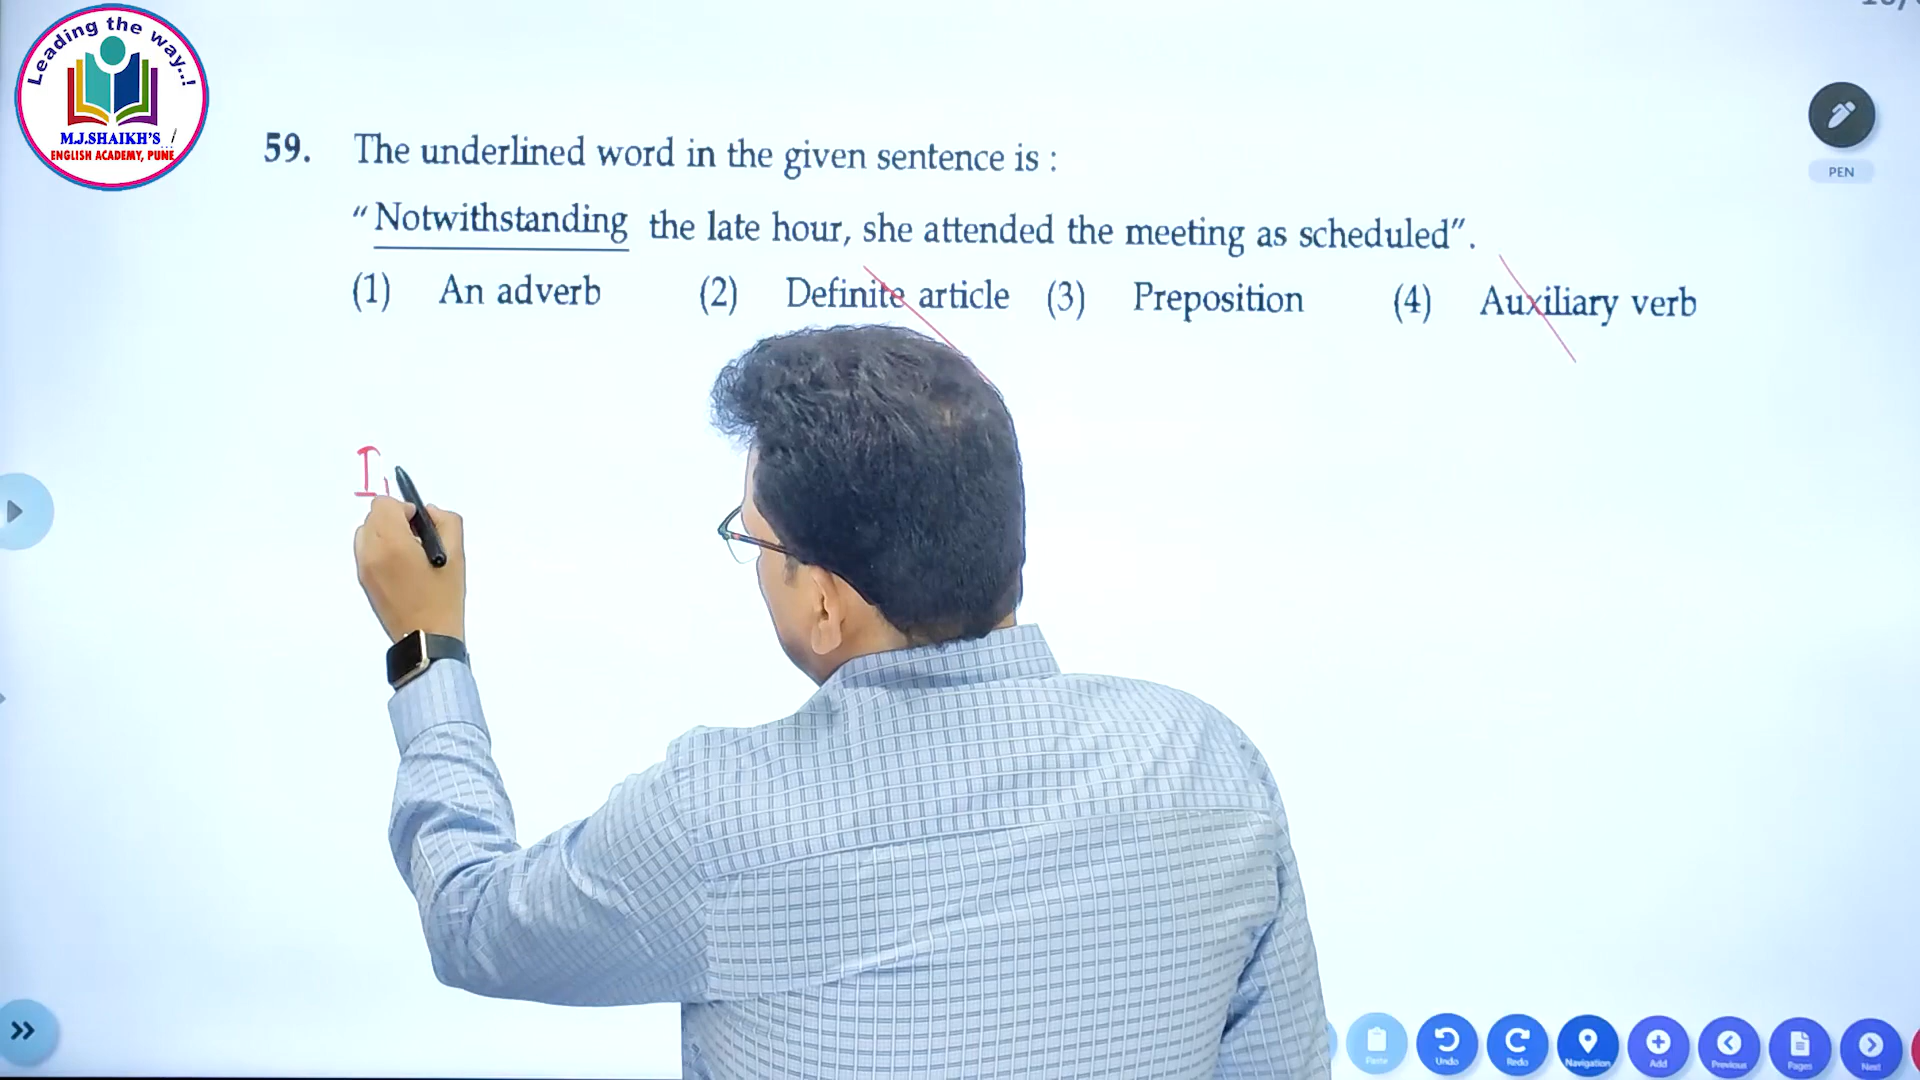 Leading the way..!
M.J.SHAIKH'S
ENGLISH ACADEMY, PUNE
PEN
59. The underlined word in the given sentence is :
“Notwithstanding the late hour, she attended the meeting as scheduled”.
(1) An adverb (2) Definite article (3) Preposition (4) Auxiliary verb
I
Paste Undo Redo Navigation Add Previous Pages Next